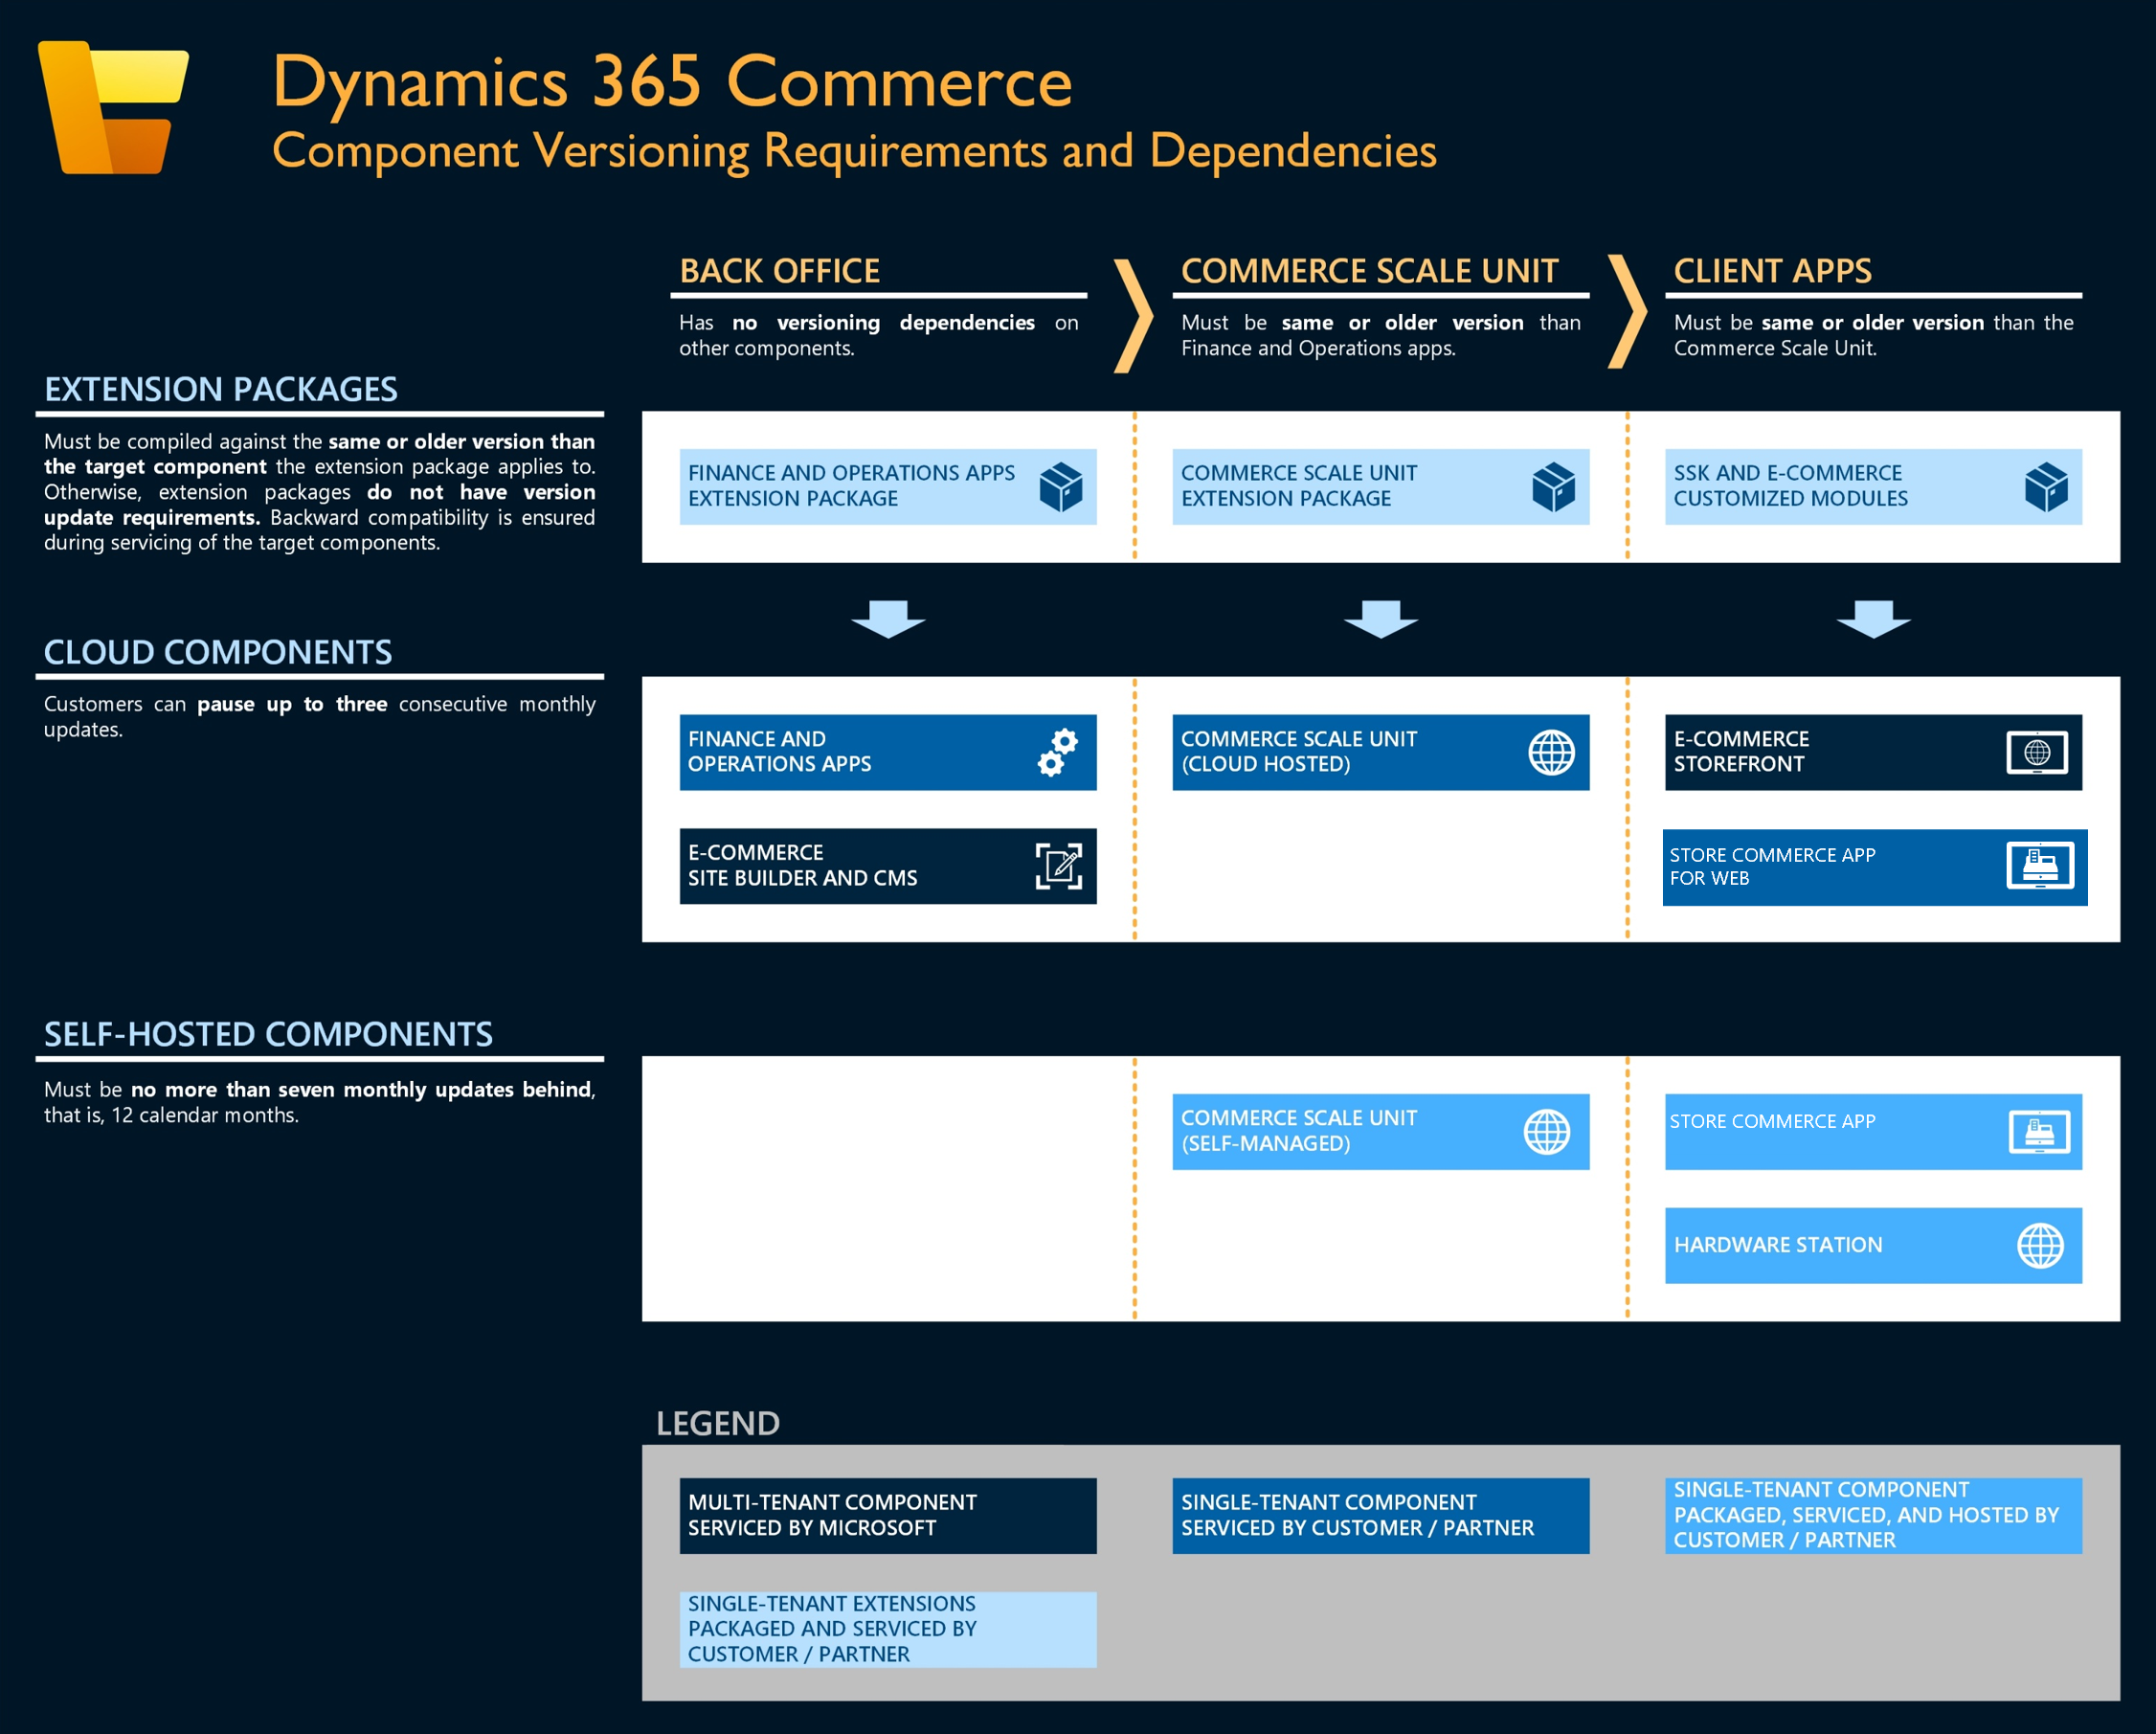 Dynamics 365 Commerce
Component Versioning Requirements and Dependencies
BACK OFFICE
Has no versioning dependencies on
other components.
COMMERCE SCALE UNIT
Must be same or older version than
Finance and Operations apps.
CLIENT APPS
Must be same or older version than the
Commerce Scale Unit.
EXTENSION PACKAGES
Must be compiled against the same or older version than
the target component the extension package applies to.
Otherwise, extension packages do not have version
update requirements. Backward compatibility is ensured
during servicing of the target components.
FINANCE AND OPERATIONS APPS
EXTENSION PACKAGE
COMMERCE SCALE UNIT
EXTENSION PACKAGE
SSK AND E-COMMERCE
CUSTOMIZED MODULES
CLOUD COMPONENTS
Customers can pause up to three consecutive monthly
updates.
FINANCE AND
OPERATIONS APPS
COMMERCE SCALE UNIT
(CLOUD HOSTED)
E-COMMERCE
STOREFRONT
E-COMMERCE
SITE BUILDER AND CMS
STORE COMMERCE APP
FOR WEB
SELF-HOSTED COMPONENTS
Must be no more than seven monthly updates behind,
that is, 12 calendar months.
COMMERCE SCALE UNIT
(SELF-MANAGED)
STORE COMMERCE APP
HARDWARE STATION
LEGEND
MULTI-TENANT COMPONENT
SERVICED BY MICROSOFT
SINGLE-TENANT COMPONENT
SERVICED BY CUSTOMER / PARTNER
SINGLE-TENANT COMPONENT
PACKAGED, SERVICED, AND HOSTED BY
CUSTOMER / PARTNER
SINGLE-TENANT EXTENSIONS
PACKAGED AND SERVICED BY
CUSTOMER / PARTNER